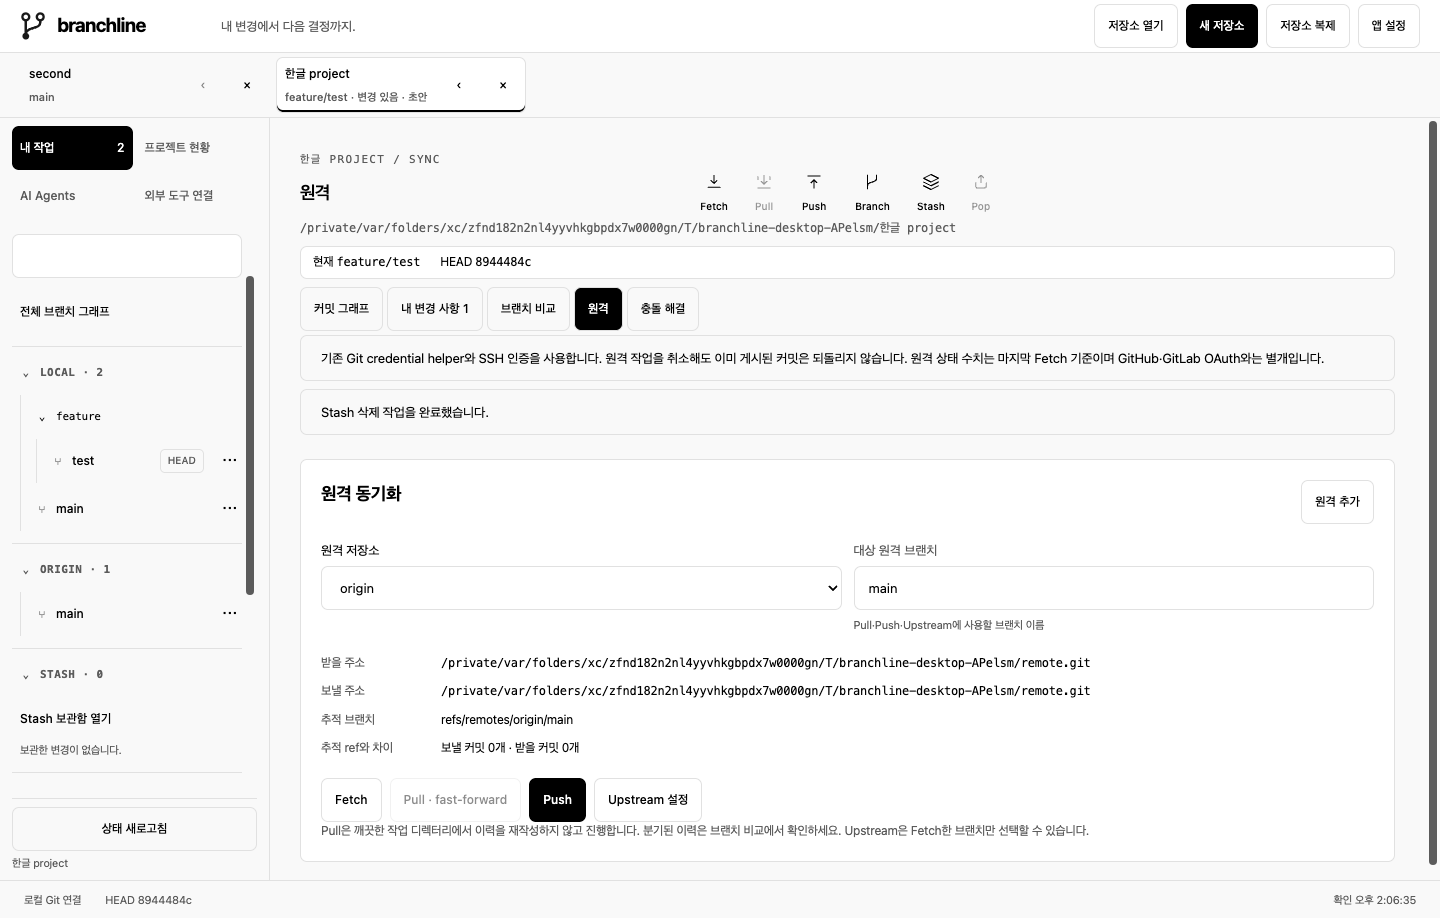 branchline
내 변경에서 다음 결정까지.
저장소 열기
새 저장소
저장소 복제
앱 설정
second
main
‹
×
한글 project
feature/test · 변경 있음 · 초안
‹
×
내 작업 2
프로젝트 현황
AI Agents
외부 도구 연결
전체 브랜치 그래프
LOCAL · 2
feature
test HEAD ···
main ···
ORIGIN · 1
main ···
STASH · 0
Stash 보관함 열기
보관한 변경이 없습니다.
상태 새로고침
한글 project
한글 PROJECT / SYNC
원격
Fetch
Pull
Push
Branch
Stash
Pop
/private/var/folders/xc/zfnd182n2nl4yyvhkgbpdx7w0000gn/T/branchline-desktop-APelsm/한글 project
현재 feature/test HEAD 8944484c
커밋 그래프
내 변경 사항 1
브랜치 비교
원격
충돌 해결
기존 Git credential helper와 SSH 인증을 사용합니다. 원격 작업을 취소해도 이미 게시된 커밋은 되돌리지 않습니다. 원격 상태 수치는 마지막 Fetch 기준이며 GitHub·GitLab OAuth와는 별개입니다.
Stash 삭제 작업을 완료했습니다.
원격 동기화
원격 추가
원격 저장소
origin
대상 원격 브랜치
main
Pull·Push·Upstream에 사용할 브랜치 이름
받을 주소 /private/var/folders/xc/zfnd182n2nl4yyvhkgbpdx7w0000gn/T/branchline-desktop-APelsm/remote.git
보낼 주소 /private/var/folders/xc/zfnd182n2nl4yyvhkgbpdx7w0000gn/T/branchline-desktop-APelsm/remote.git
추적 브랜치 refs/remotes/origin/main
추적 ref와 차이 보낼 커밋 0개 · 받을 커밋 0개
Fetch
Pull · fast-forward
Push
Upstream 설정
Pull은 깨끗한 작업 디렉터리에서 이력을 재작성하지 않고 진행합니다. 분기된 이력은 브랜치 비교에서 확인하세요. Upstream은 Fetch한 브랜치만 선택할 수 있습니다.
로컬 Git 연결
HEAD 8944484c
확인 오후 2:06:35